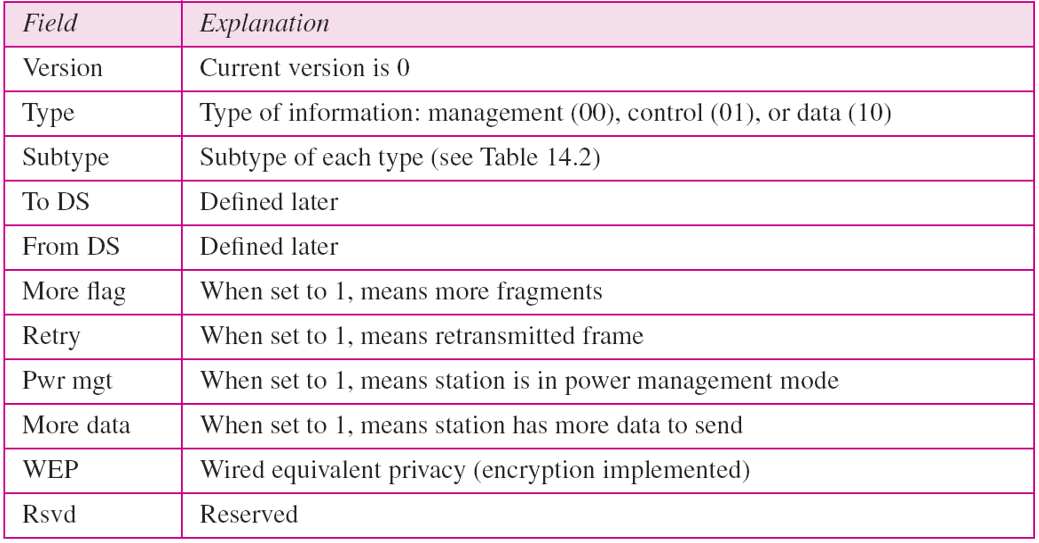 Field Explanation
Version Current version is 0
Type Type of information: management (00), control (01), or data (10)
Subtype Subtype of each type (see Table 14.2)
To DS Defined later
From DS Defined later
More flag When set to 1, means more fragments
Retry When set to 1, means retransmitted frame
Pwr mgt When set to 1, means station is in power management mode
More data When set to 1, means station has more data to send
WEP Wired equivalent privacy (encryption implemented)
Rsvd Reserved